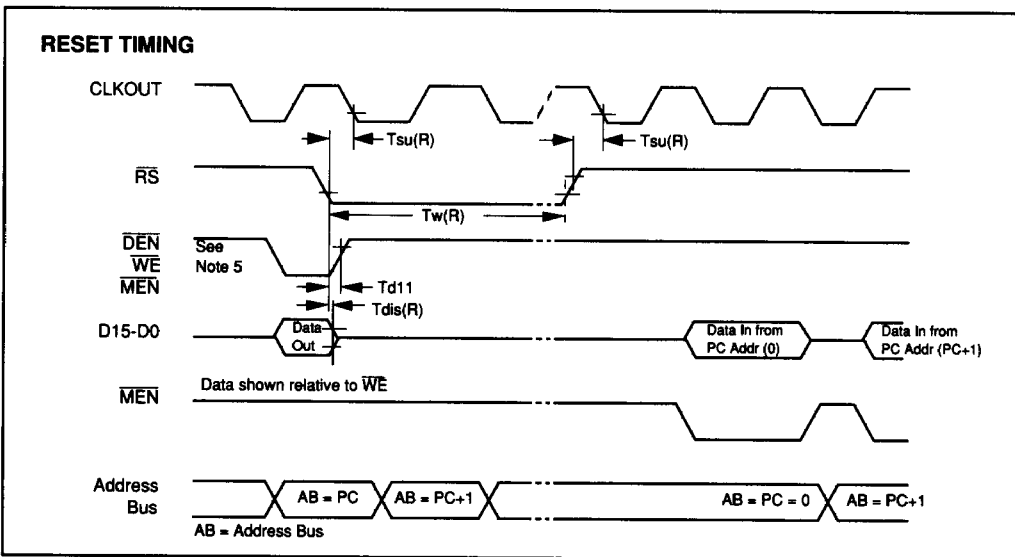 RESET TIMING
CLKOUT
Tsu(R)
Tsu(R)
RS
Tw(R)
DEN
WE
MEN
See
Note 5
Td11
Tdis(R)
D15-D0
Data
Out
Data In from
PC Addr (0)
Data In from
PC Addr (PC+1)
Data shown relative to WE
MEN
Address
Bus
AB = PC
AB = PC+1
AB = PC = 0
AB = PC+1
AB = Address Bus